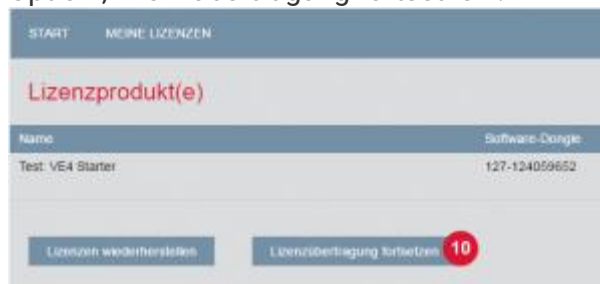 START MEINE LIZENZEN
Lizenzprodukt(e)
Name Software-Dongle
Test: VE4 Starter 127-124059652
Lizenzen wiederherstellen Lizenzübertragung fortsetzen 10